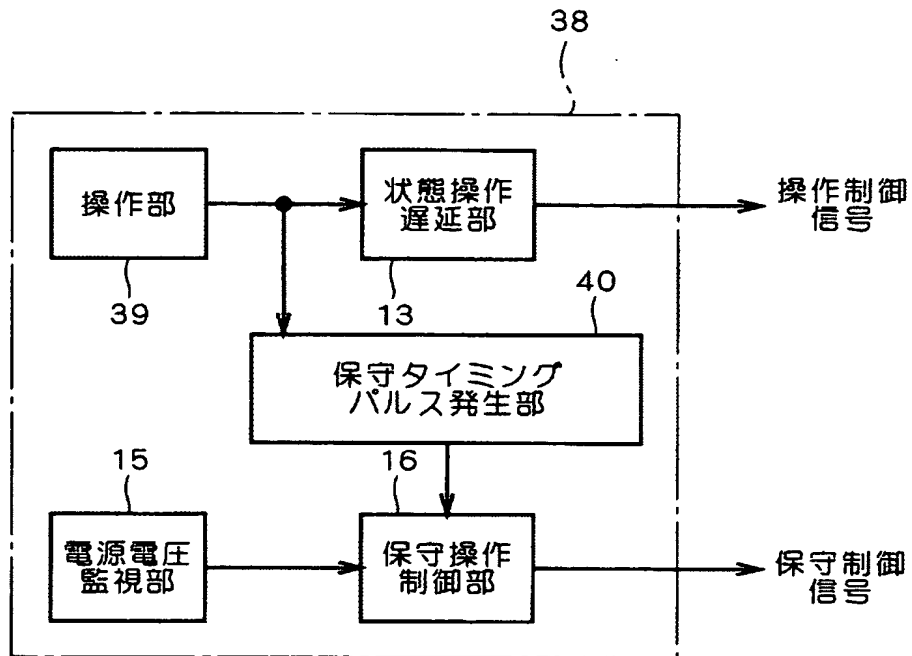 38
操作部
39
状態操作
遅延部
13
操作制御
信号
40
保守タイミング
パルス発生部
15
電源電圧
監視部
16
保守操作
制御部
保守制御
信号